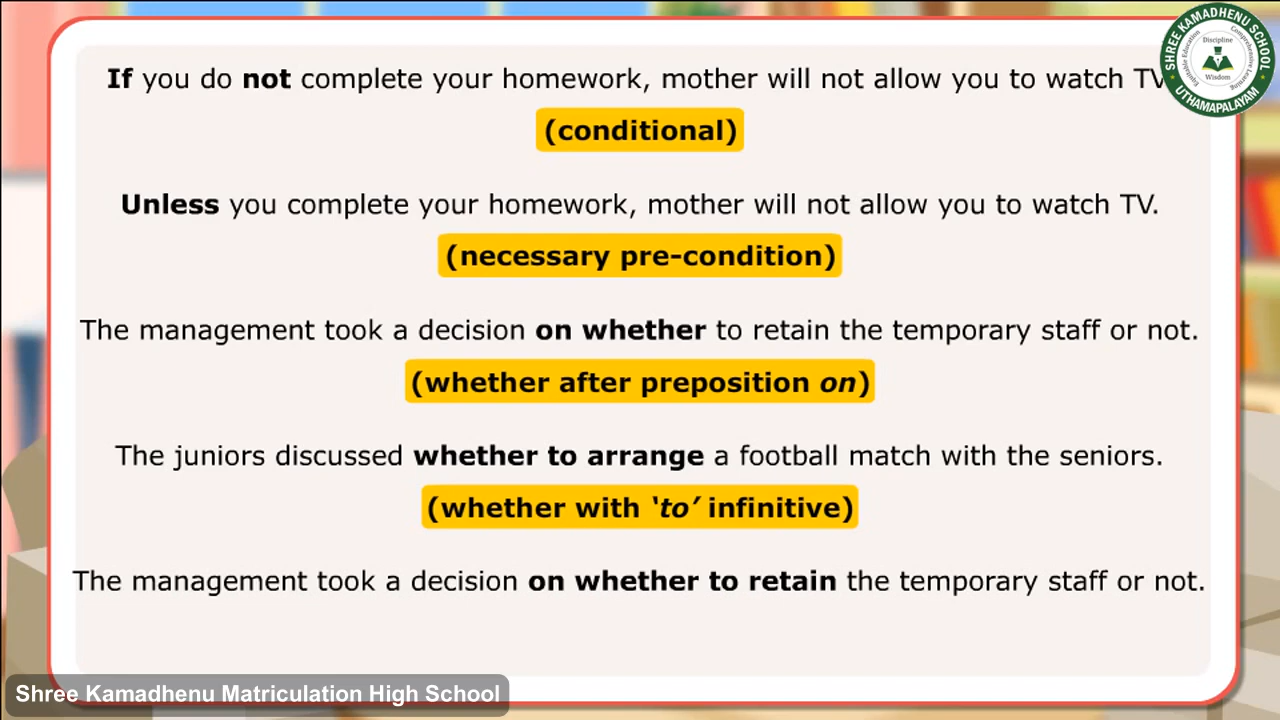 If you do not complete your homework, mother will not allow you to watch TV
(conditional)
Unless you complete your homework, mother will not allow you to watch TV.
(necessary pre-condition)
The management took a decision on whether to retain the temporary staff or not.
(whether after preposition on)
The juniors discussed whether to arrange a football match with the seniors.
(whether with ‘to’ infinitive)
The management took a decision on whether to retain the temporary staff or not.
SHREE KAMADHENU SCHOOL
Equitable Education
Discipline
Comprehensive Learning
Wisdom
UTHAMAPALAYAM
Shree Kamadhenu Matriculation High School